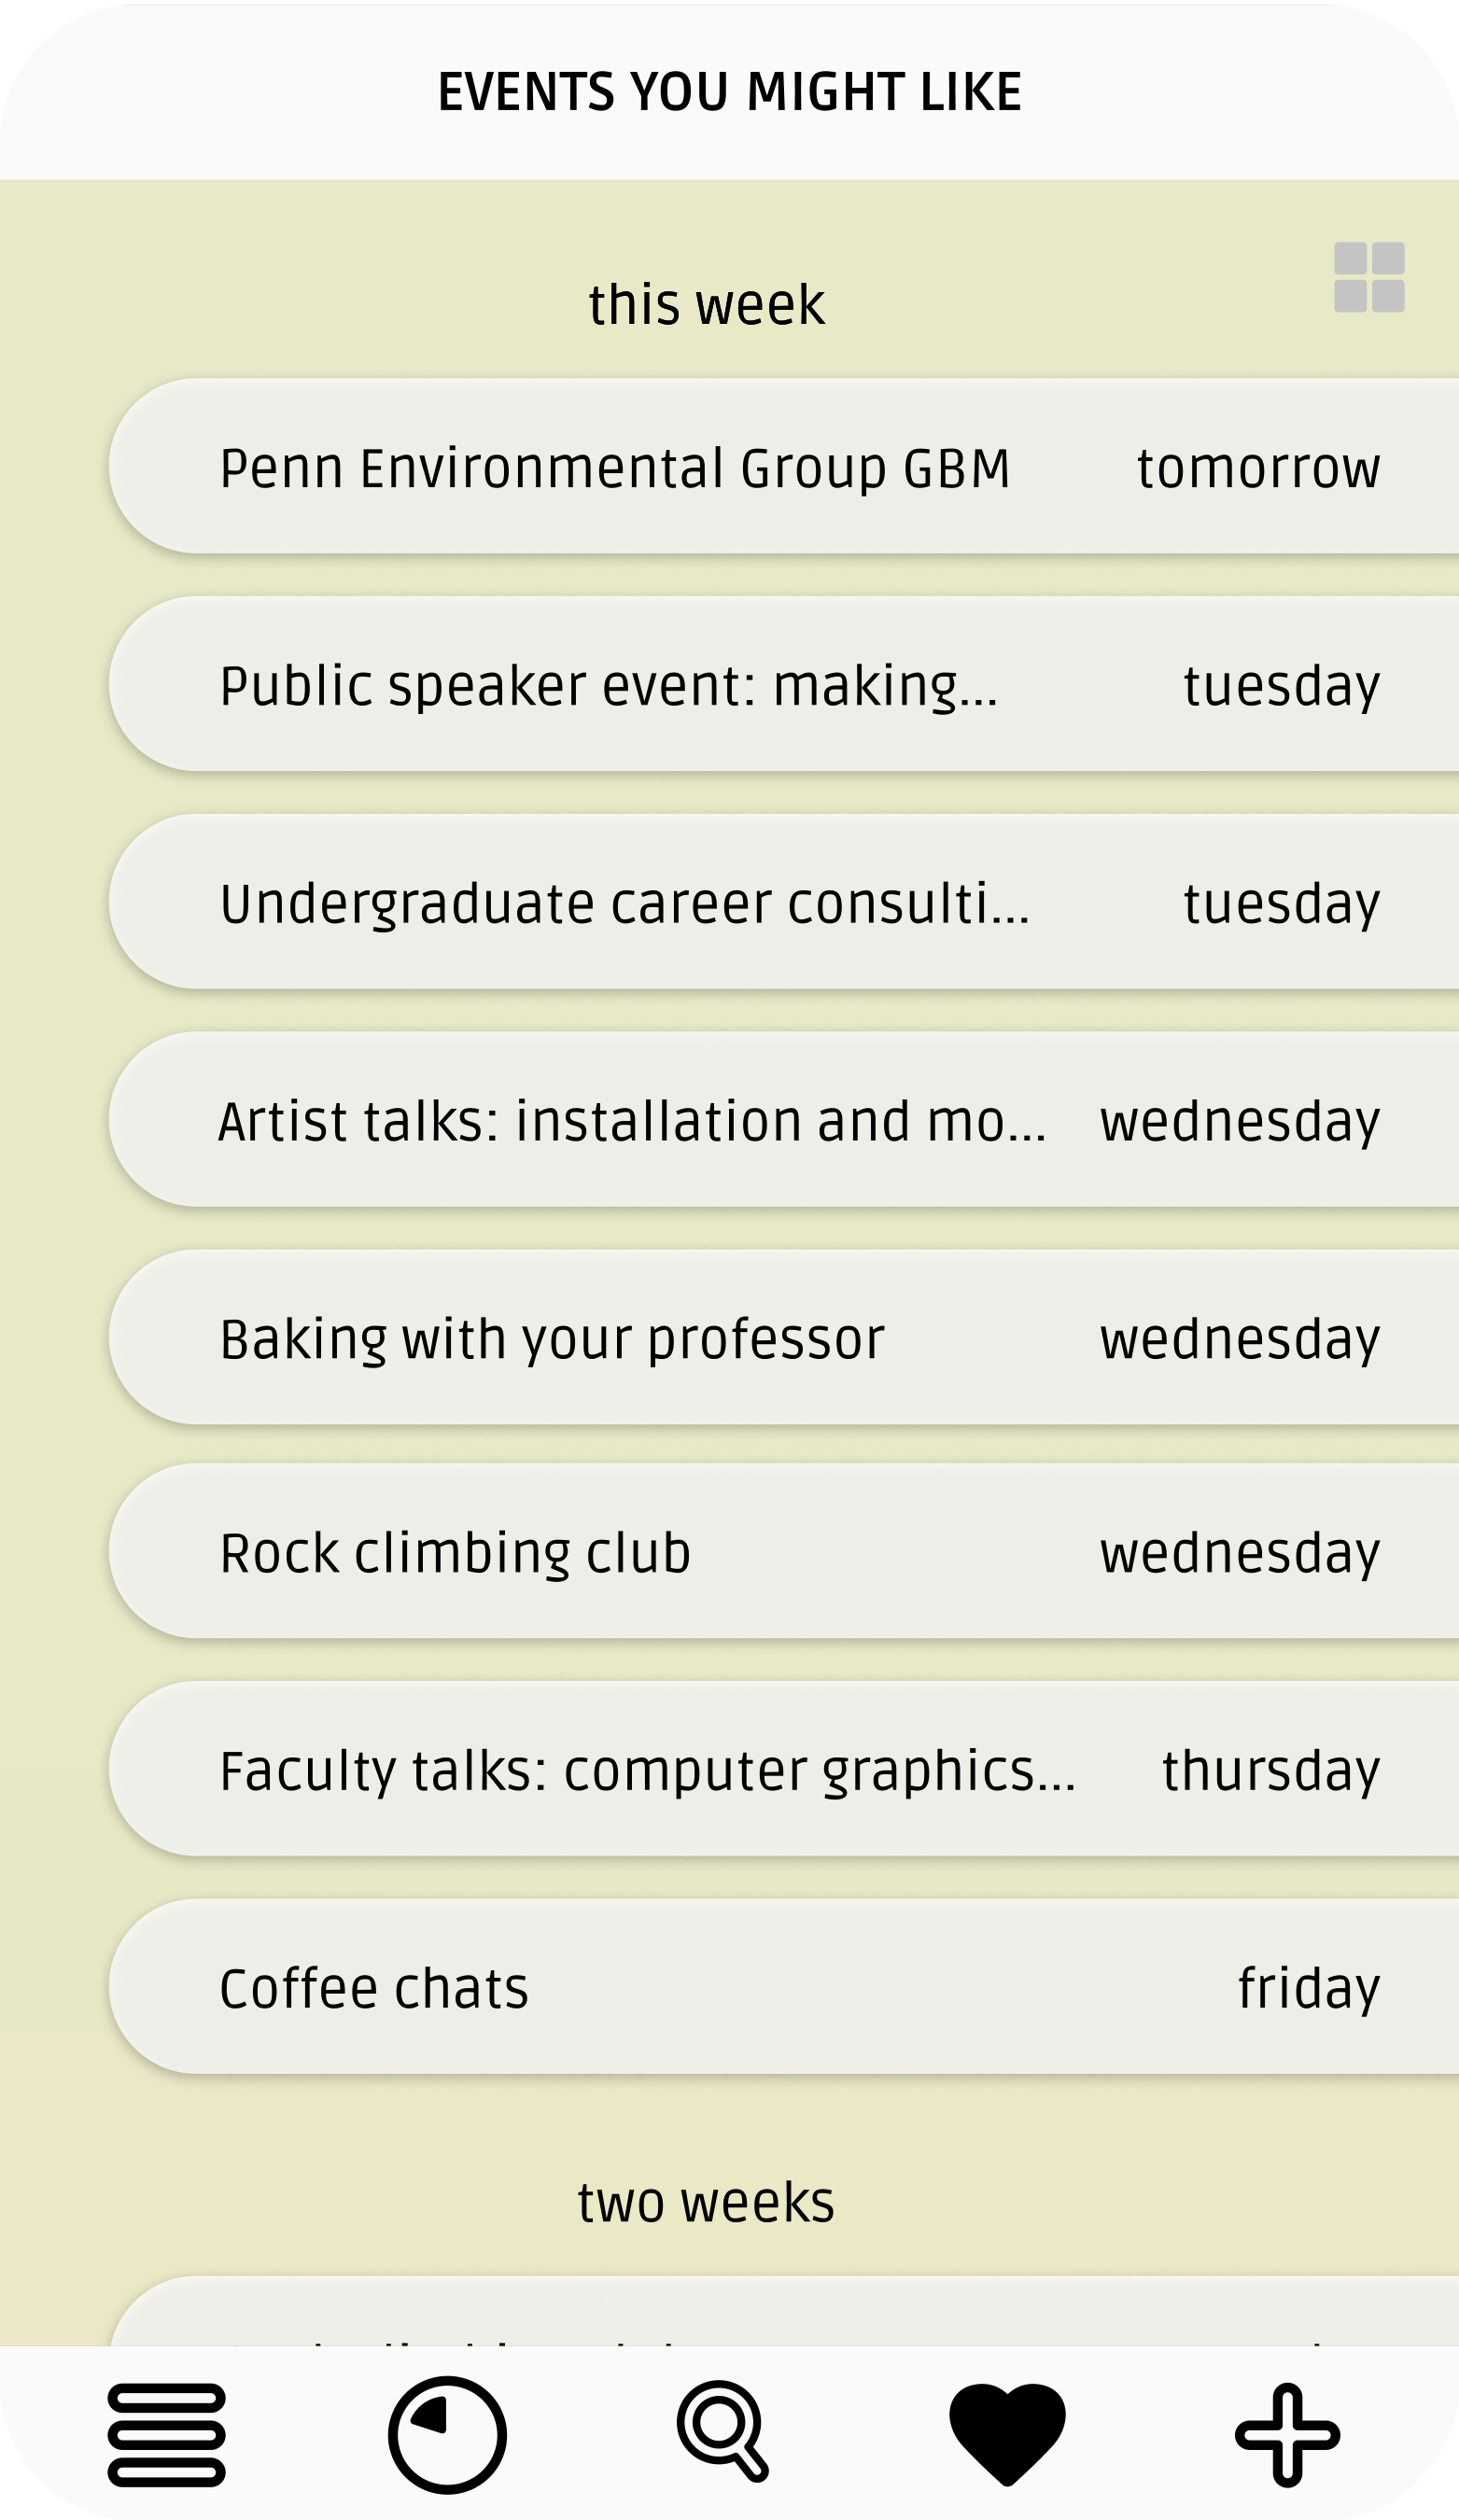 EVENTS YOU MIGHT LIKE
this week
Penn Environmental Group GBM tomorrow
Public speaker event: making... tuesday
Undergraduate career consulti... tuesday
Artist talks: installation and mo... wednesday
Baking with your professor wednesday
Rock climbing club wednesday
Faculty talks: computer graphics... thursday
Coffee chats friday
two weeks